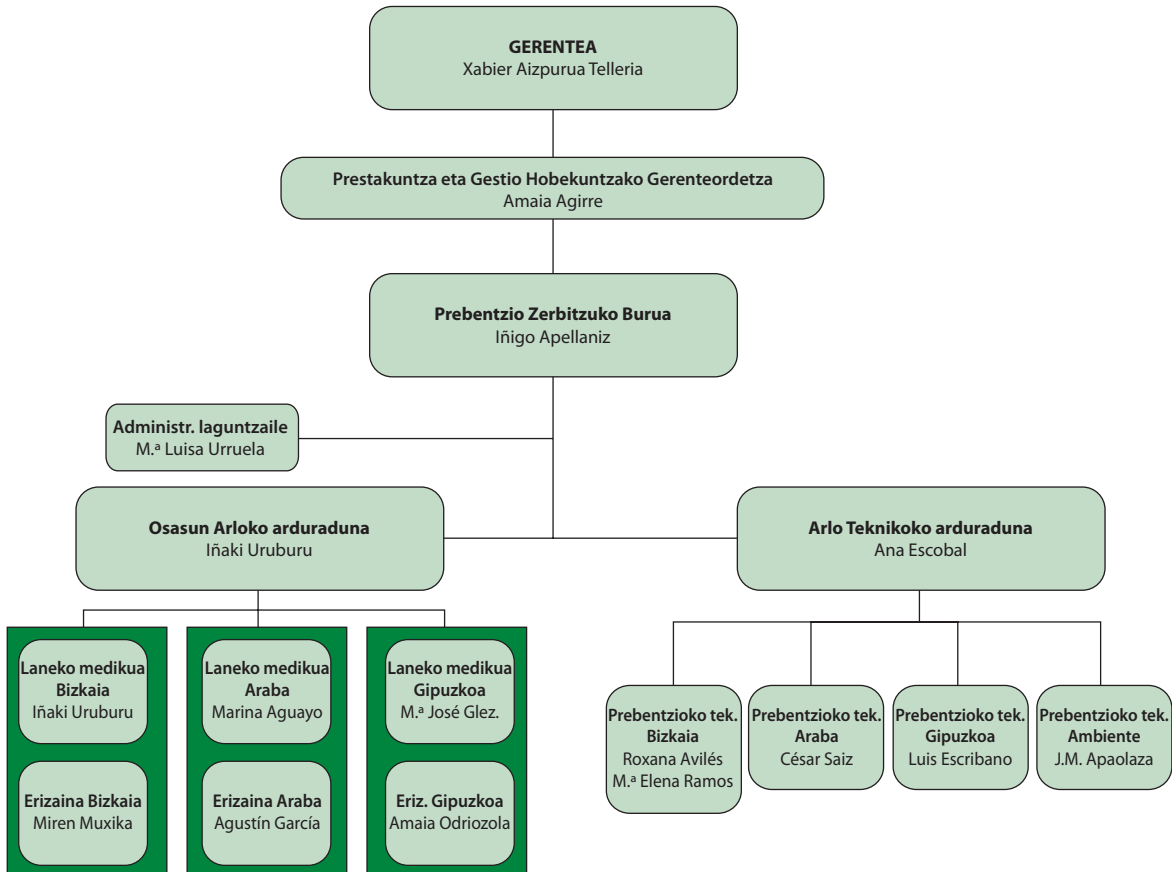 GERENTEA
Xabier Aizpurua Telleria
Prestakuntza eta Gestio Hobekuntzako Gerenteordetza
Amaia Agirre
Prebentzio Zerbitzuko Burua
Iñigo Apellaniz
Administr. laguntzaile
M.ª Luisa Urruela
Osasun Arloko arduraduna
Iñaki Uruburu
Arlo Teknikoko arduraduna
Ana Escobal
Laneko medikua
Bizkaia
Iñaki Uruburu
Laneko medikua
Araba
Marina Aguayo
Laneko medikua
Gipuzkoa
M.ª José Glez.
Erizaina Bizkaia
Miren Muxika
Erizaina Araba
Agustín García
Eriz. Gipuzkoa
Amaia Odriozola
Prebentzioko tek.
Bizkaia
Roxana Avilés
M.ª Elena Ramos
Prebentzioko tek.
Araba
César Saiz
Prebentzioko tek.
Gipuzkoa
Luis Escribano
Prebentzioko tek.
Ambiente
J.M. Apaolaza